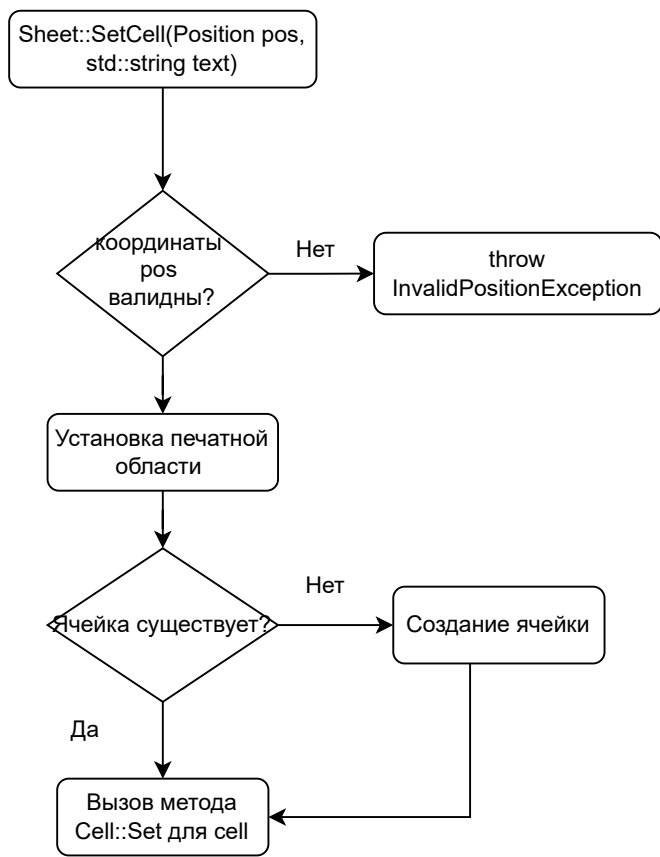 Sheet::SetCell(Position pos,
std::string text)
координаты
pos
валидны?
Нет
throw
InvalidPositionException
Установка печатной
области
Ячейка существует?
Нет
Создание ячейки
Да
Вызов метода
Cell::Set для cell